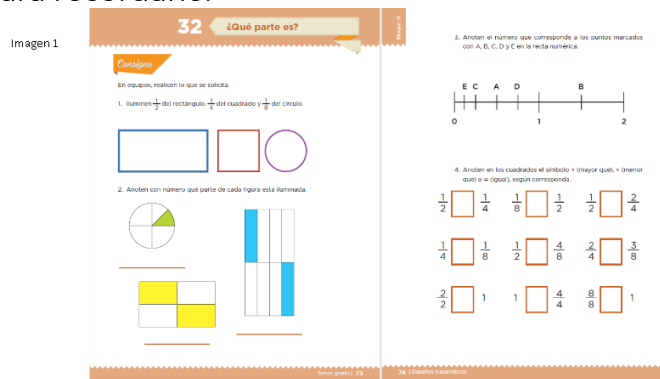 Imagen 1
32 ¿Qué parte es?
Consigna
En equipos, realicen lo que se solicita.
1. Iluminen 1/2 del rectángulo, 1/4 del cuadrado y 1/8 del círculo.
2. Anoten con número qué parte de cada figura está iluminada.
Tercer grado | 73
Bloque III
3. Anoten el número que corresponde a los puntos marcados
con A, B, C, D y E en la recta numérica.
E C A D B
0 1 2
4. Anoten en los cuadrados el símbolo > (mayor que), < (menor
que) o = (igual), según corresponda.
1/2 1/4 1/8 1/2 1/2 2/4
1/4 1/8 1/2 4/8 2/4 3/8
2/2 1 1 4/4 8/8 1
74 | Desafíos matemáticos